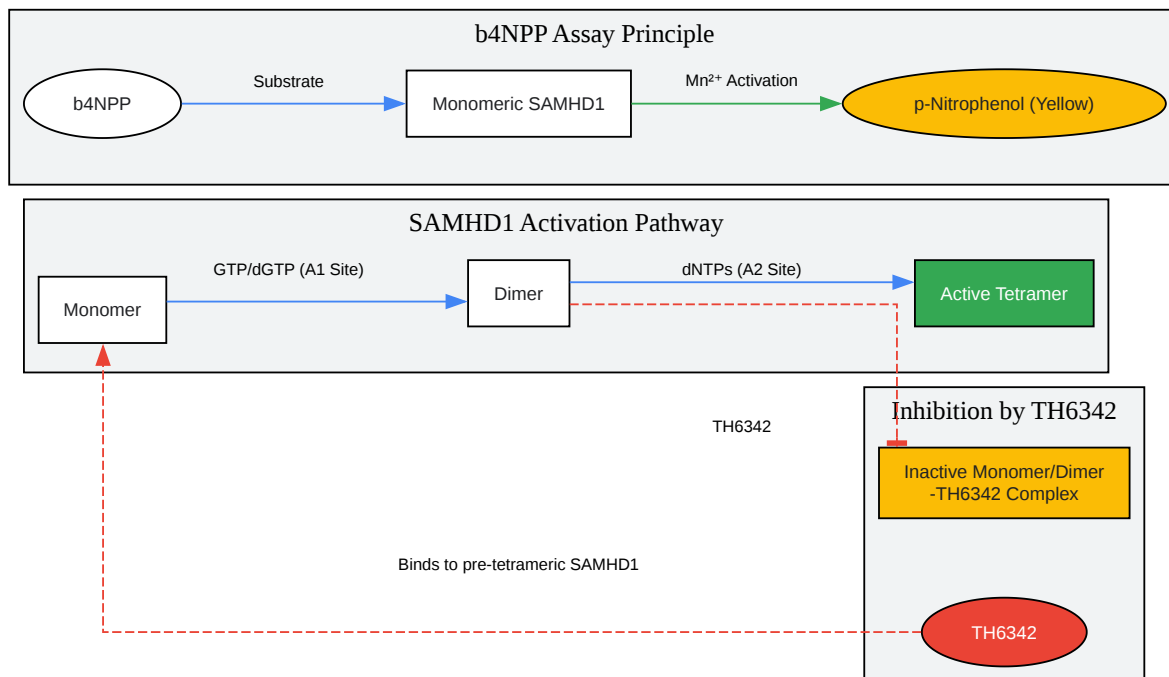 b4NPP Assay Principle
b4NPP
Substrate
Monomeric SAMHD1
Mn²⁺ Activation
p-Nitrophenol (Yellow)
SAMHD1 Activation Pathway
Monomer
GTP/dGTP (A1 Site)
Dimer
dNTPs (A2 Site)
Active Tetramer
Inhibition by TH6342
TH6342
Inactive Monomer/Dimer
-TH6342 Complex
Binds to pre-tetrameric SAMHD1
TH6342